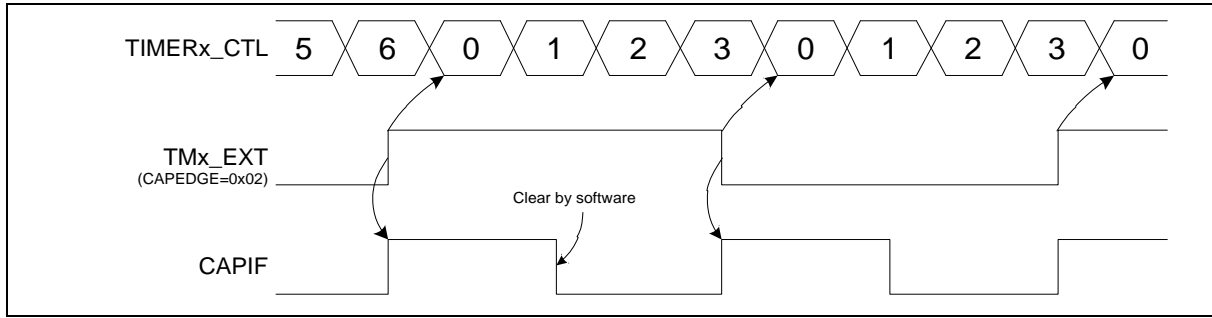 TIMERx_CTL 5 6 0 1 2 3 0 1 2 3 0
TMx_EXT
(CAPEDGE=0x02)
Clear by software
CAPIF